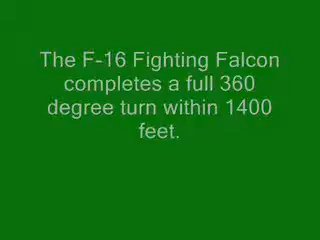 The F-16 Fighting Falcon
completes a full 360
degree turn within 1400
feet.